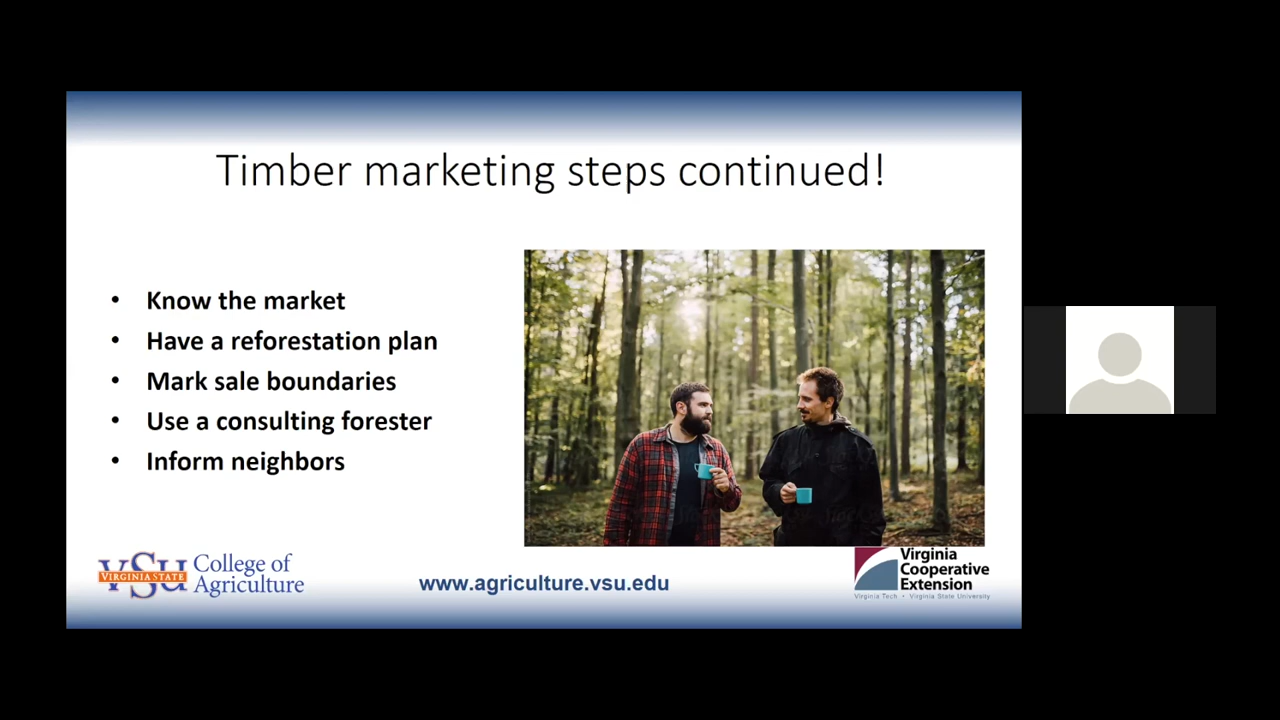 Timber marketing steps continued!
• Know the market
• Have a reforestation plan
• Mark sale boundaries
• Use a consulting forester
• Inform neighbors
VSU
VIRGINIA STATE
College of
Agriculture
www.agriculture.vsu.edu
Virginia
Cooperative
Extension
Virginia Tech • Virginia State University